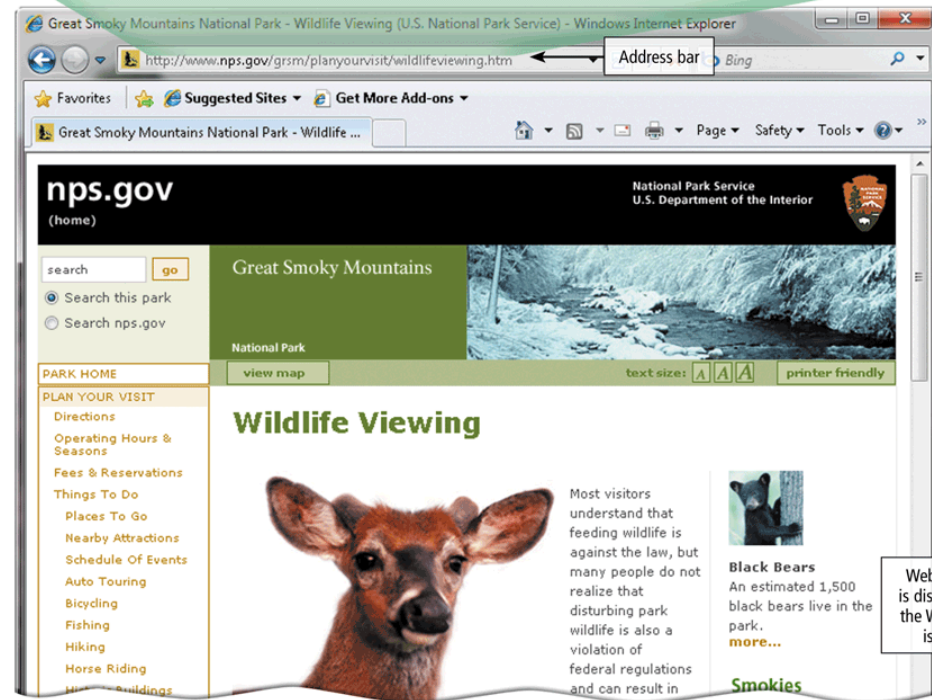 Great Smoky Mountains National Park - Wildlife Viewing (U.S. National Park Service) - Windows Internet Explorer
http://www.nps.gov/grsm/planyourvisit/wildlifeviewing.htm
Address bar
Bing
Favorites
Suggested Sites
Get More Add-ons
Great Smoky Mountains National Park - Wildlife ...
Page
Safety
Tools
nps.gov
(home)
National Park Service
U.S. Department of the Interior
search
go
Search this park
Search nps.gov
Great Smoky Mountains
National Park
view map
text size: A A A
printer friendly
PARK HOME
PLAN YOUR VISIT
Directions
Operating Hours &
Seasons
Fees & Reservations
Things To Do
Places To Go
Nearby Attractions
Schedule Of Events
Auto Touring
Bicycling
Fishing
Hiking
Horse Riding
Buildings
Wildlife Viewing
Most visitors
understand that
feeding wildlife is
against the law, but
many people do not
realize that
disturbing park
wildlife is also a
violation of
federal regulations
and can result in
Black Bears
An estimated 1,500
black bears live in the
park.
more...
Smokies
Web
is dis
the W
is